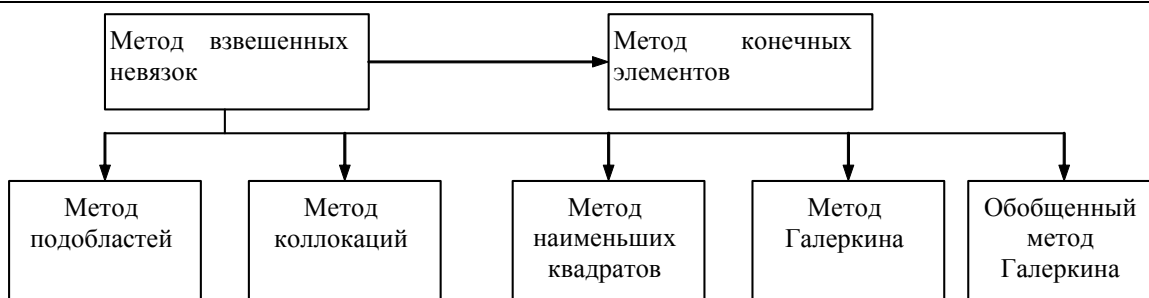 Метод взвешенных
невязок
Метод конечных
элементов
Метод
подобластей
Метод
коллокаций
Метод
наименьших
квадратов
Метод
Галеркина
Обобщенный
метод
Галеркина